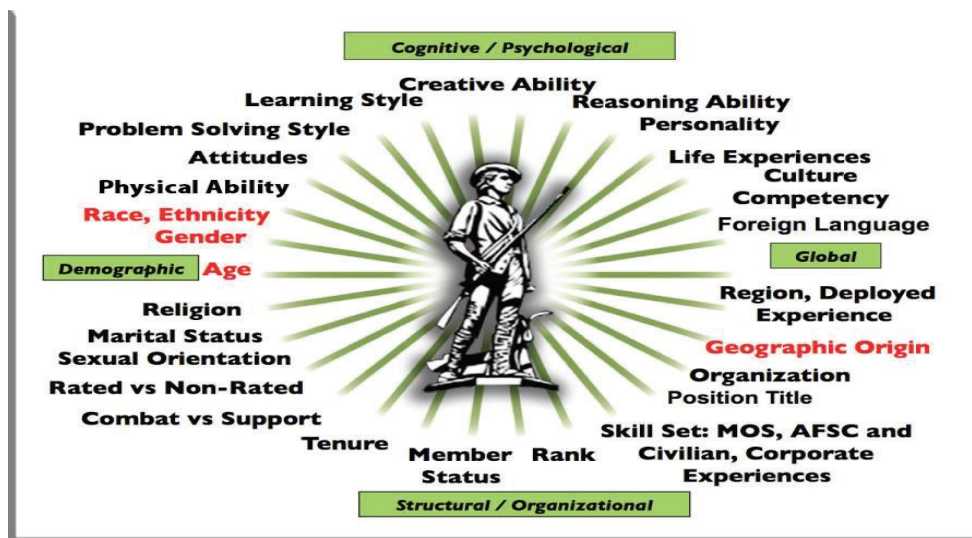 Cognitive / Psychological
Creative Ability
Learning Style
Reasoning Ability
Problem Solving Style
Personality
Attitudes
Life Experiences
Physical Ability
Culture
Competency
Race, Ethnicity
Gender
Foreign Language
Demographic
Age
Global
Religion
Region, Deployed
Experience
Marital Status
Sexual Orientation
Geographic Origin
Rated vs Non-Rated
Organization
Position Title
Combat vs Support
Tenure
Member
Status
Rank
Skill Set: MOS, AFSC and
Civilian, Corporate
Experiences
Structural / Organizational